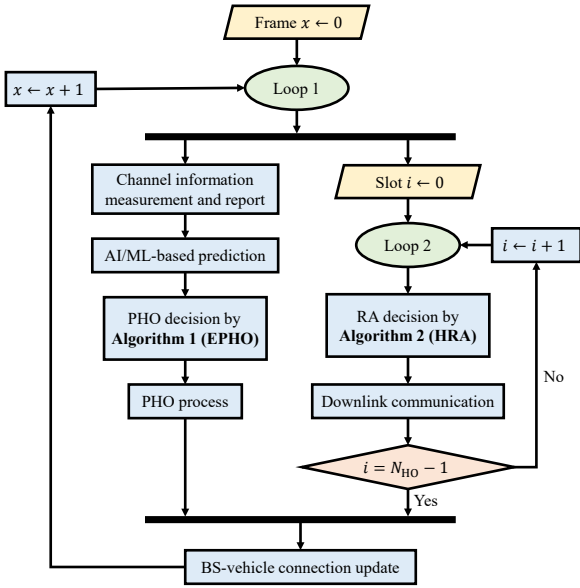 Frame x ← 0
x ← x + 1
Loop 1
Channel information
measurement and report
Slot i ← 0
AI/ML-based prediction
Loop 2
i ← i + 1
PHO decision by
Algorithm 1 (EPHO)
RA decision by
Algorithm 2 (HRA)
No
PHO process
Downlink communication
i = N_HO − 1
Yes
BS-vehicle connection update